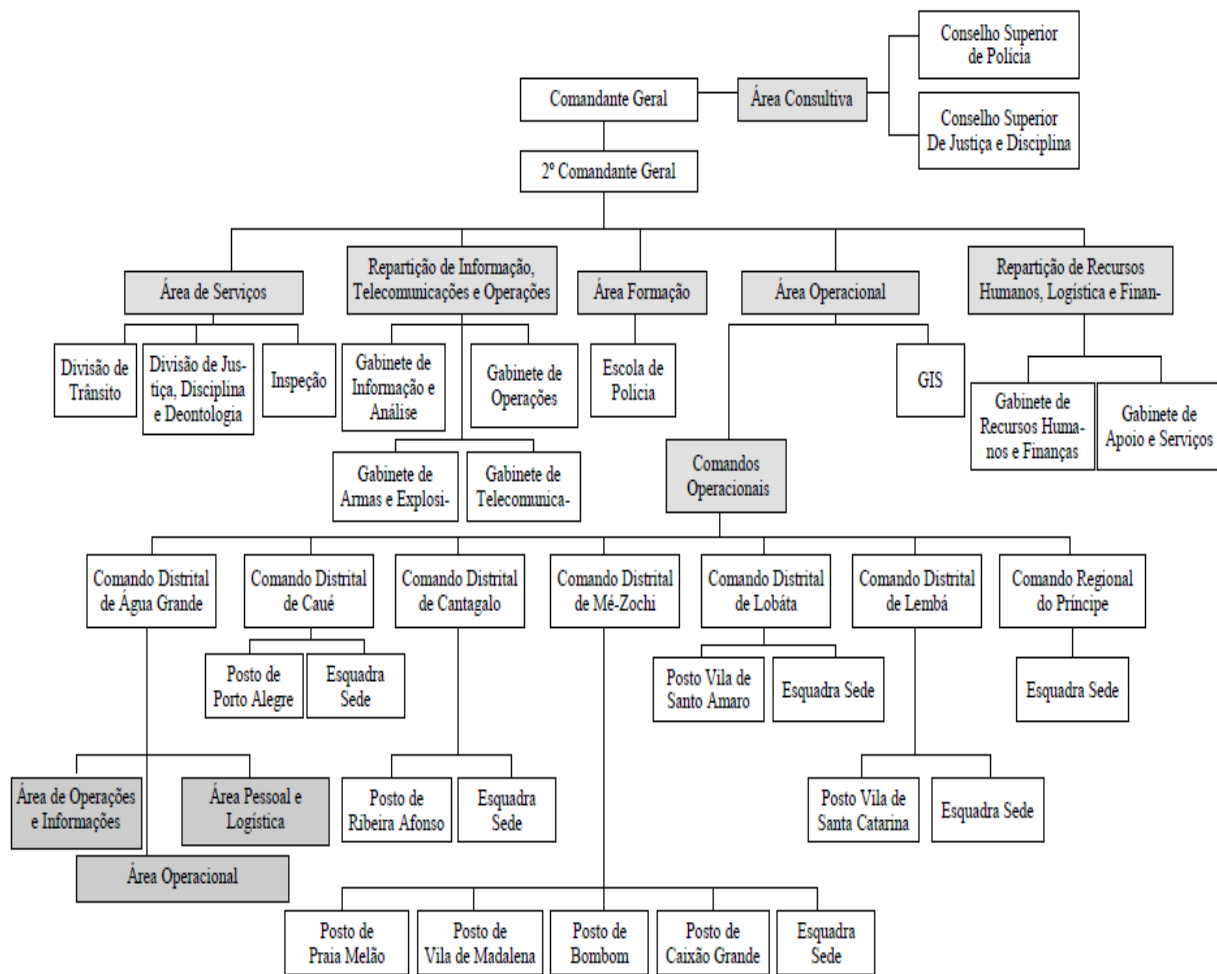 Conselho Superior
de Polícia
Comandante Geral
Área Consultiva
Conselho Superior
De Justiça e Disciplina
2º Comandante Geral
Área de Serviços
Repartição de Informação,
Telecomunicações e Operações
Área Formação
Área Operacional
Repartição de Recursos
Humanos, Logística e Finan-
Divisão de
Trânsito
Divisão de Jus-
tiça, Disciplina
e Deontologia
Inspeção
Gabinete de
Informação e
Análise
Gabinete de
Operações
Escola de
Policia
GIS
Gabinete de
Recursos Huma-
nos e Finanças
Gabinete de
Apoio e Serviços
Gabinete de
Armas e Explosi-
Gabinete de
Telecomunica-
Comandos
Operacionais
Comando Distrital
de Água Grande
Comando Distrital
de Caué
Comando Distrital
de Cantagalo
Comando Distrital
de Mé-Zochi
Comando Distrital
de Lobáta
Comando Distrital
de Lembá
Comando Regional
do Príncipe
Posto de
Porto Alegre
Esquadra
Sede
Posto Vila de
Santo Amaro
Esquadra Sede
Esquadra Sede
Área de Operações
e Informações
Área Pessoal e
Logística
Posto de
Ribeira Afonso
Esquadra
Sede
Posto Vila de
Santa Catarina
Esquadra Sede
Área Operacional
Posto de
Praia Melão
Posto de
Vila de Madalena
Posto de
Bombom
Posto de
Caixão Grande
Esquadra
Sede